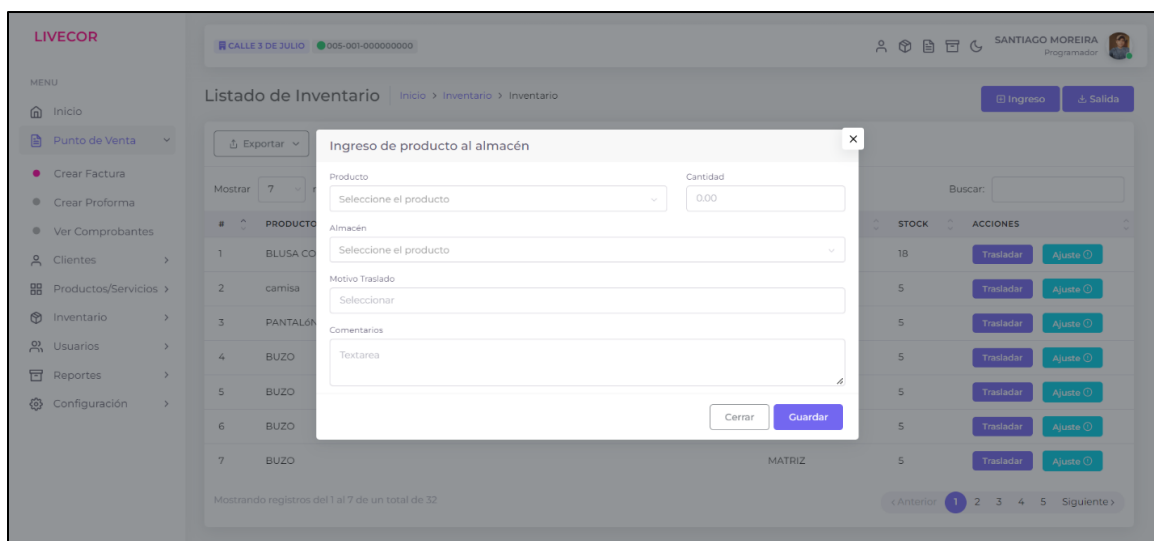 LIVECOR
CALLE 3 DE JULIO 005-001-000000000
SANTIAGO MOREIRA
Programador
MENU
Inicio
Punto de Venta
Crear Factura
Crear Proforma
Ver Comprobantes
Clientes
Productos/Servicios
Inventario
Usuarios
Reportes
Configuración
Listado de Inventario Inicio > Inventario > Inventario
Ingreso Salida
Exportar
Mostrar 7
Buscar:
# PRODUCTO STOCK ACCIONES
1 BLUSA CO 18 Trasladar Ajuste
2 camisa 5 Trasladar Ajuste
3 PANTALóN 5 Trasladar Ajuste
4 BUZO 5 Trasladar Ajuste
5 BUZO 5 Trasladar Ajuste
6 BUZO 5 Trasladar Ajuste
7 BUZO MATRIZ 5 Trasladar Ajuste
Mostrando registros del 1 al 7 de un total de 32
‹ Anterior 1 2 3 4 5 Siguiente ›
Ingreso de producto al almacén ×
Producto Cantidad
Seleccione el producto 0.00
Almacén
Seleccione el producto
Motivo Traslado
Seleccionar
Comentarios
Textarea
Cerrar Guardar